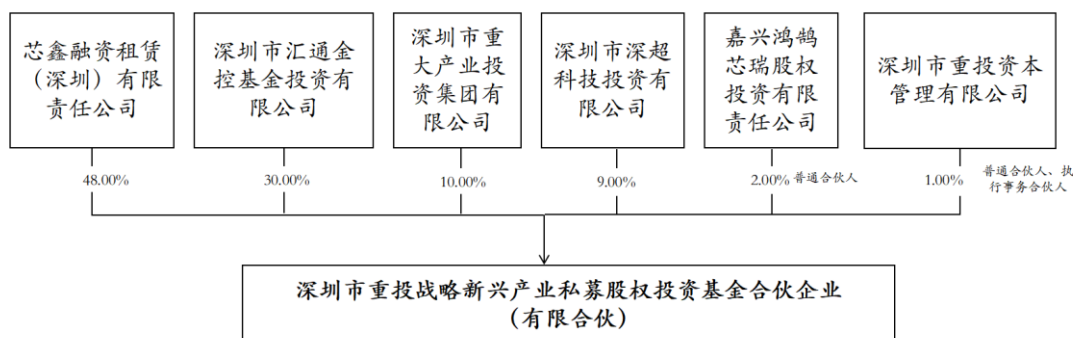 芯鑫融资租赁
（深圳）有限
责任公司
深圳市汇通金
控基金投资有
限公司
深圳市重
大产业投
资集团有
限公司
深圳市深超
科技投资有
限公司
嘉兴鸿鹄
芯瑞股权
投资有限
责任公司
深圳市重投资本
管理有限公司
48.00%
30.00%
10.00%
9.00%
2.00% 普通合伙人
1.00%
普通合伙人、执
行事务合伙人
深圳市重投战略新兴产业私募股权投资基金合伙企业
（有限合伙）